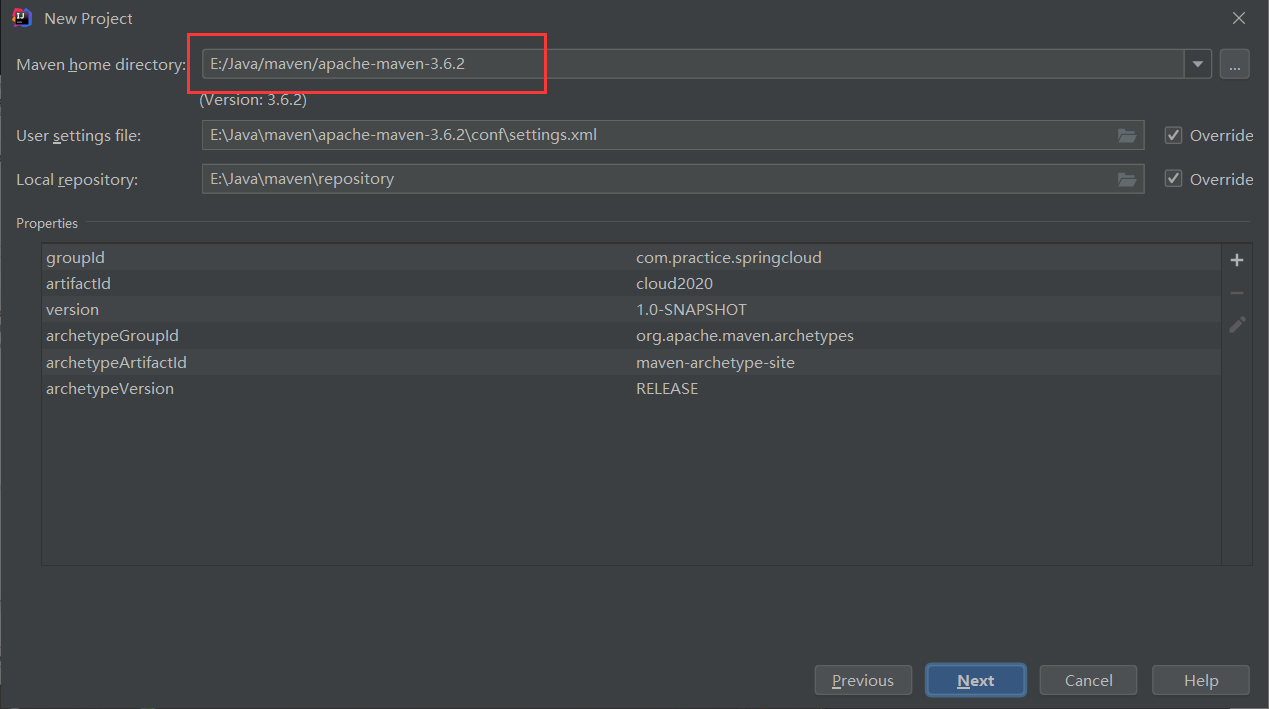 New Project
Maven home directory: E:/Java/maven/apache-maven-3.6.2 ...
(Version: 3.6.2)
User settings file: E:\Java\maven\apache-maven-3.6.2\conf\settings.xml Override
Local repository: E:\Java\maven\repository Override
Properties
groupId com.practice.springcloud
artifactId cloud2020
version 1.0-SNAPSHOT
archetypeGroupId org.apache.maven.archetypes
archetypeArtifactId maven-archetype-site
archetypeVersion RELEASE
Previous Next Cancel Help